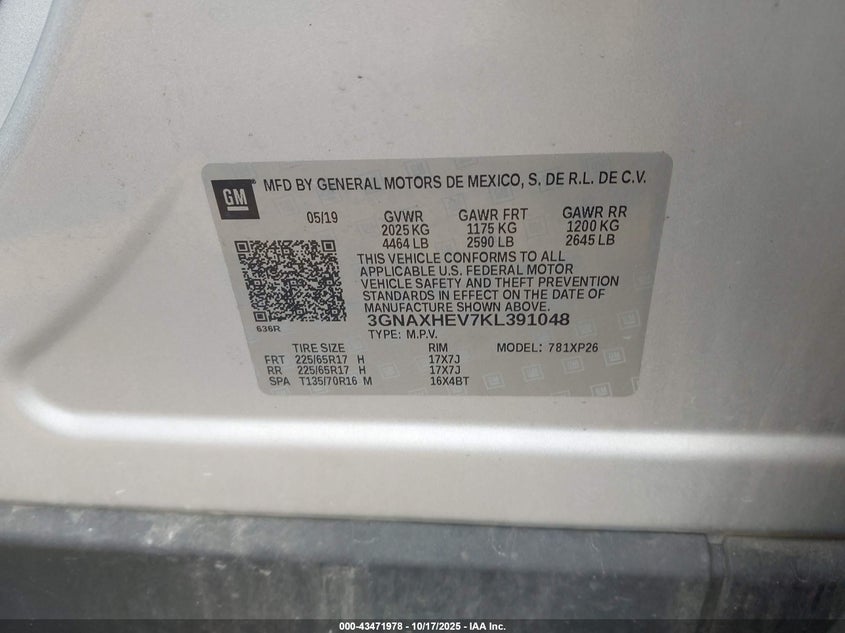 GM
MFD BY GENERAL MOTORS DE MEXICO, S. DE R.L. DE C.V.
05/19 GVWR GAWR FRT GAWR RR
2025 KG 1175 KG 1200 KG
4464 LB 2590 LB 2645 LB
THIS VEHICLE CONFORMS TO ALL
APPLICABLE U.S. FEDERAL MOTOR
VEHICLE SAFETY AND THEFT PREVENTION
STANDARDS IN EFFECT ON THE DATE OF
MANUFACTURE SHOWN ABOVE.
636R
3GNAXHEV7KL391048
TYPE: M.P.V.
TIRE SIZE RIM MODEL: 781XP26
FRT 225/65R17 H 17X7J
RR 225/65R17 H 17X7J
SPA T135/70R16 M 16X4BT
000-43471978 - 10/17/2025 - IAA Inc.